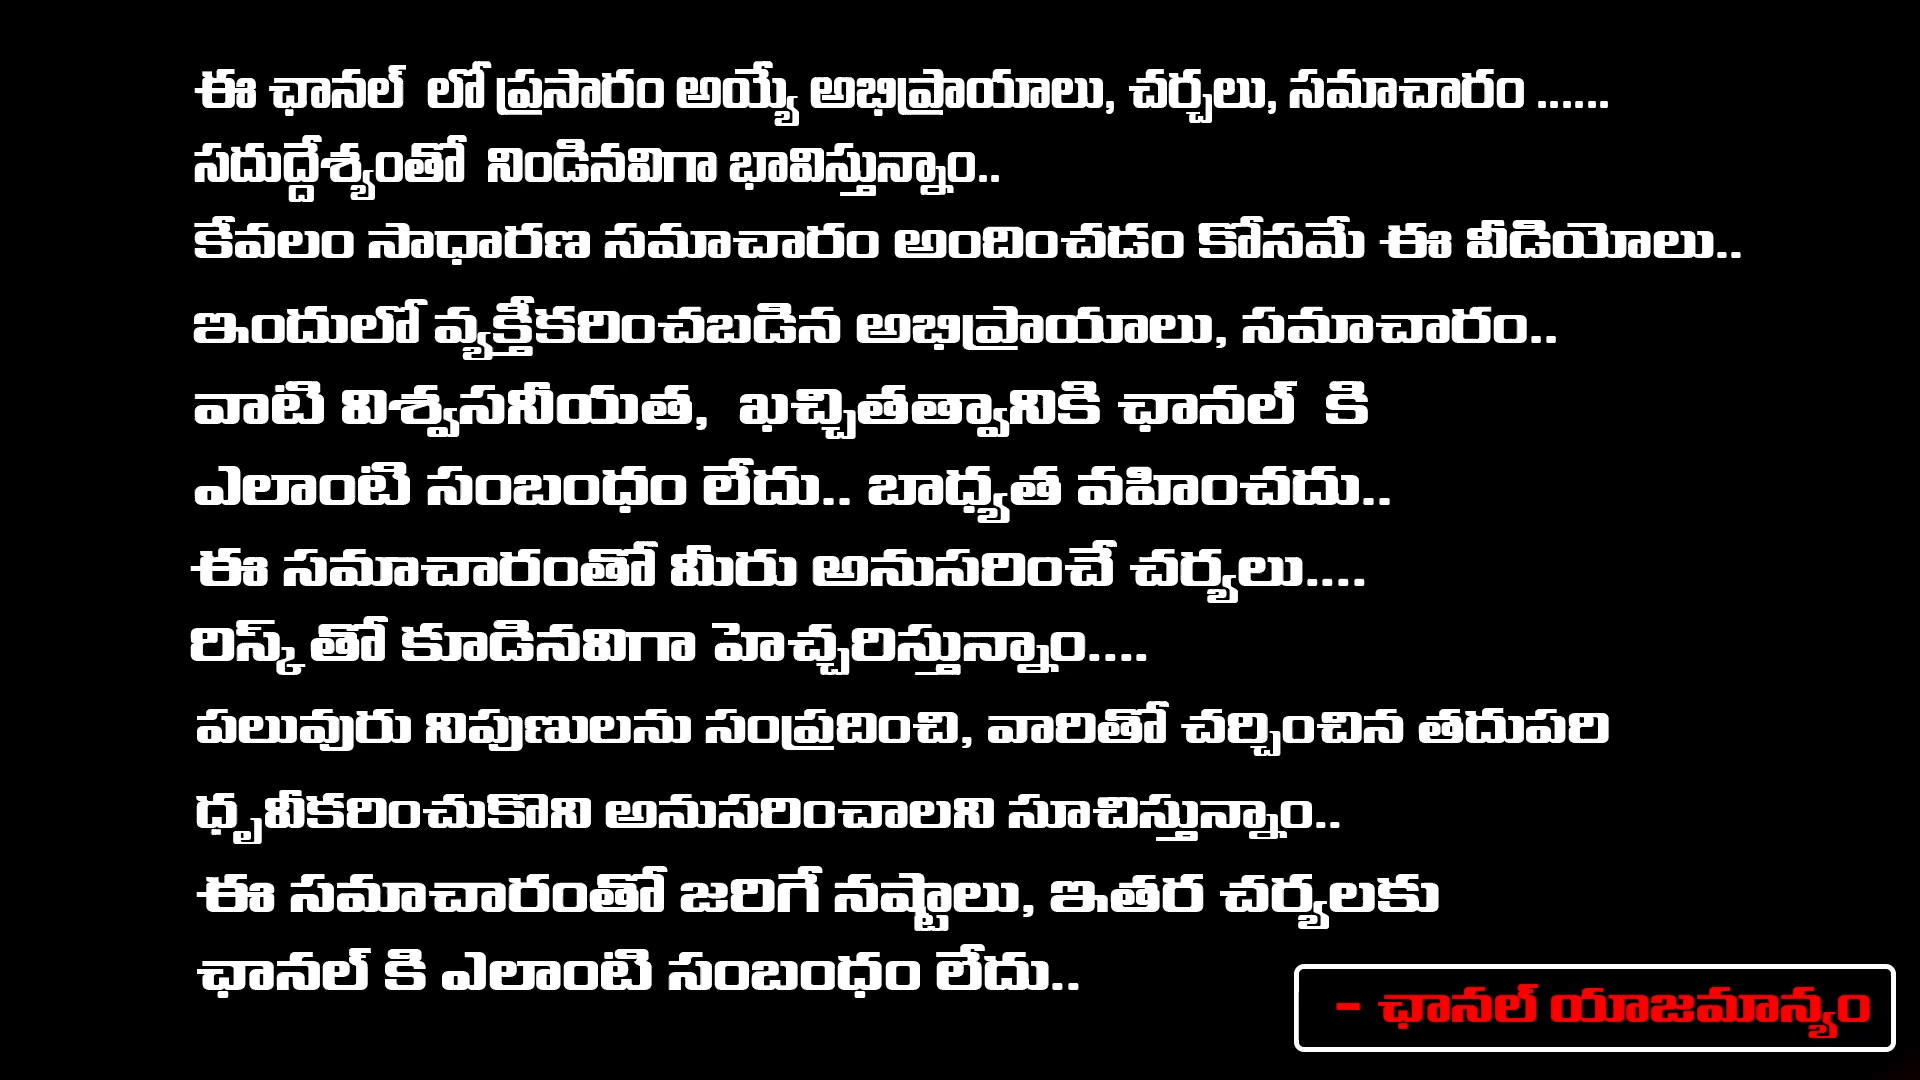 ఈ ఛానల్ లో ప్రసారం అయ్యే అభిప్రాయాలు, చర్చలు, సమాచారం ......
సదుద్దేశ్యంతో నిండినవిగా భావిస్తున్నాం..
కేవలం సాధారణ సమాచారం అందించడం కోసమే ఈ వీడియోలు..
ఇందులో వ్యక్తీకరించబడిన అభిప్రాయాలు, సమాచారం..
వాటి విశ్వసనీయత, ఖచ్చితత్వానికి ఛానల్ కి
ఎలాంటి సంబంధం లేదు.. బాధ్యత వహించదు..
ఈ సమాచారంతో మీరు అనుసరించే చర్యలు....
రిస్క్ తో కూడినవిగా హెచ్చరిస్తున్నాం....
పలువురు నిపుణులను సంప్రదించి, వారితో చర్చించిన తదుపరి
ధృవీకరించుకొని అనుసరించాలని సూచిస్తున్నాం..
ఈ సమాచారంతో జరిగే నష్టాలు, ఇతర చర్యలకు
ఛానల్ కి ఎలాంటి సంబంధం లేదు..
- ఛానల్ యాజమాన్యం